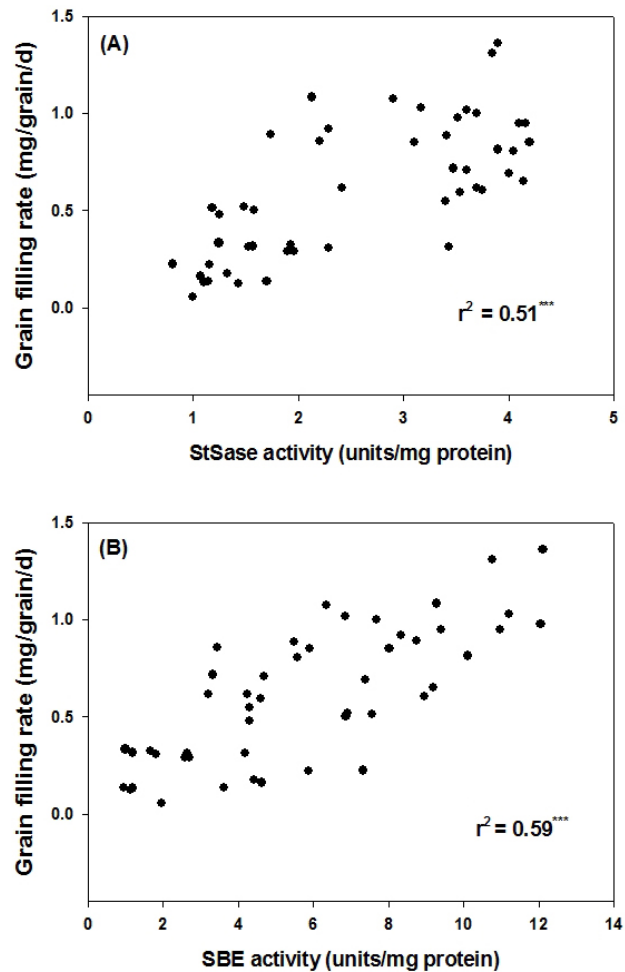 (A)
Grain filling rate (mg/grain/d)
1.5
1.0
0.5
0.0
r² = 0.51***
0 1 2 3 4 5
StSase activity (units/mg protein)
(B)
Grain filling rate (mg/grain/d)
1.5
1.0
0.5
0.0
r² = 0.59***
0 2 4 6 8 10 12 14
SBE activity (units/mg protein)